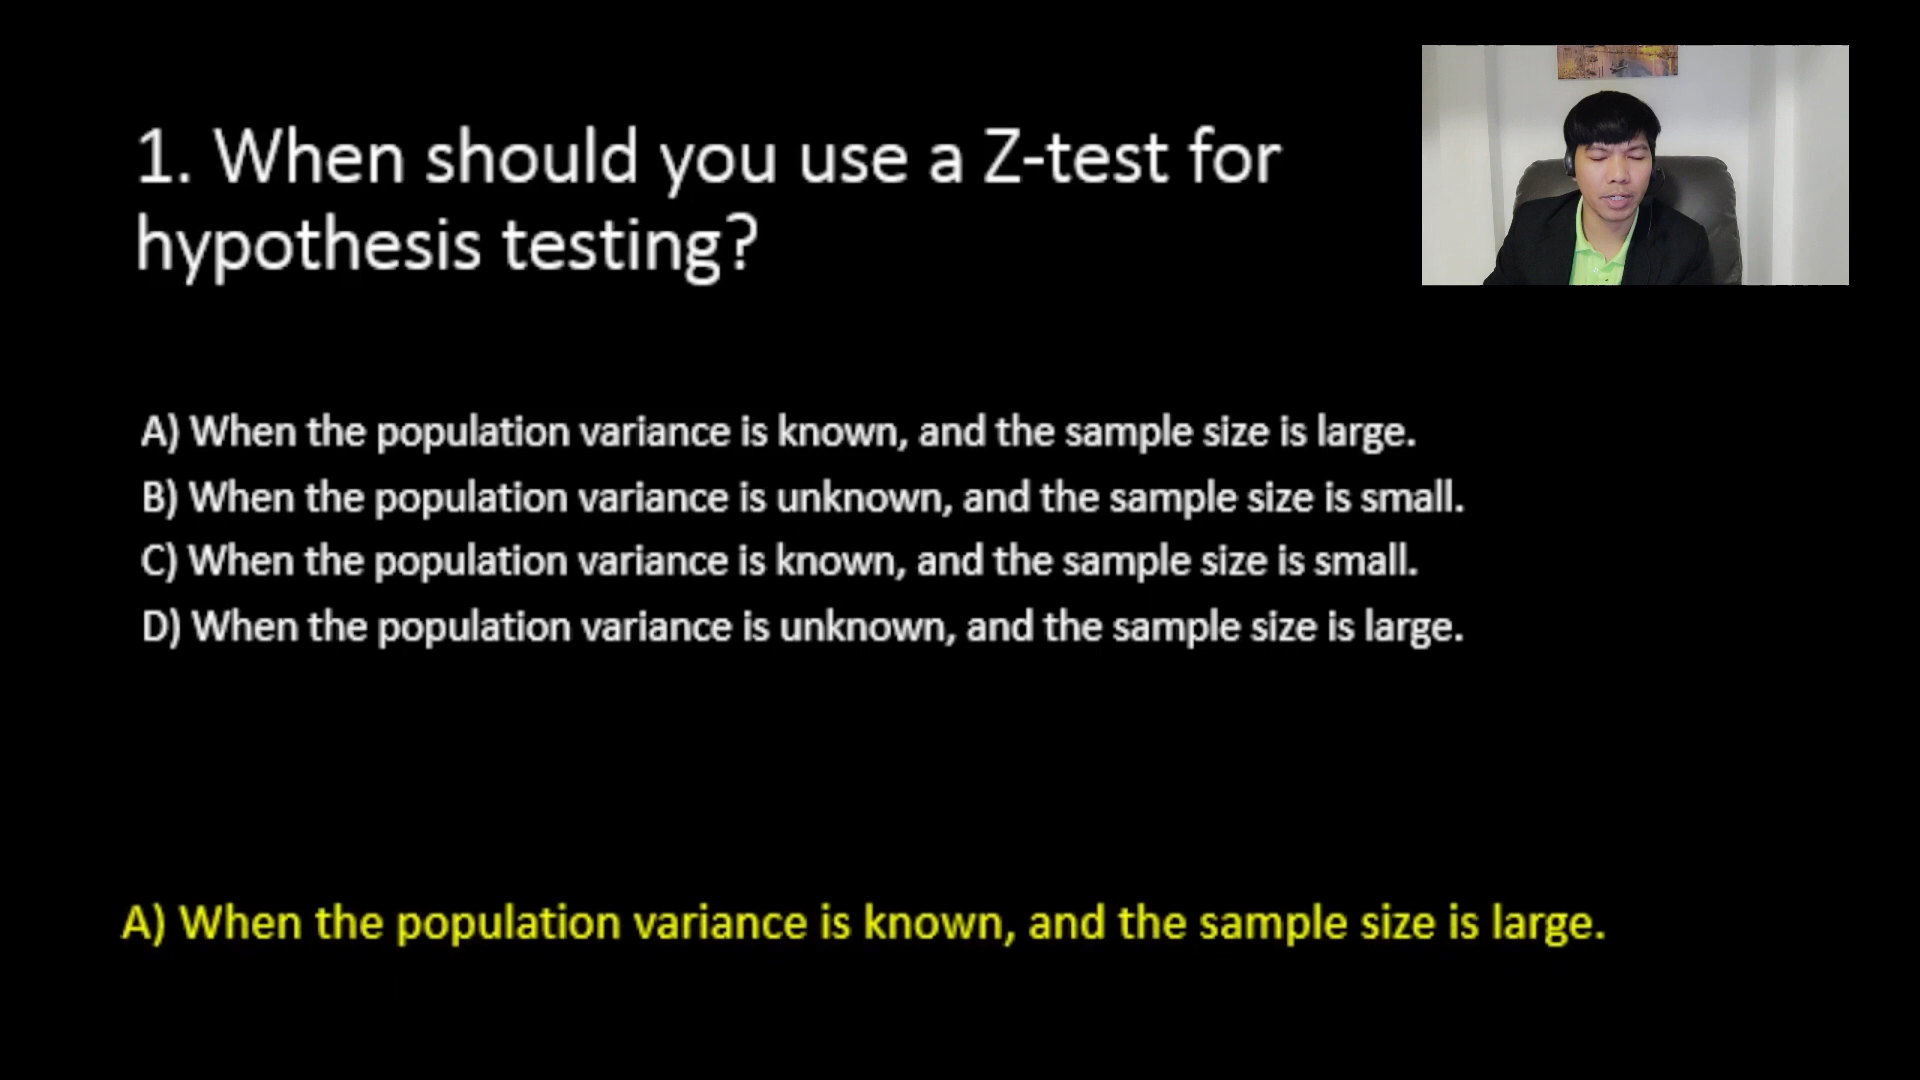 1. When should you use a Z-test for
hypothesis testing?
A) When the population variance is known, and the sample size is large.
B) When the population variance is unknown, and the sample size is small.
C) When the population variance is known, and the sample size is small.
D) When the population variance is unknown, and the sample size is large.
A) When the population variance is known, and the sample size is large.